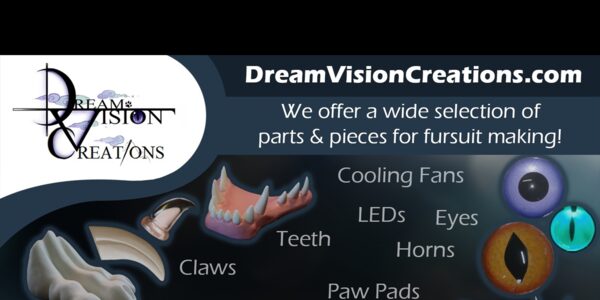 DREAM
VISION
CREATIONS
DreamVisionCreations.com
We offer a wide selection of
parts & pieces for fursuit making!
Cooling Fans
LEDs
Eyes
Teeth
Horns
Claws
Paw Pads